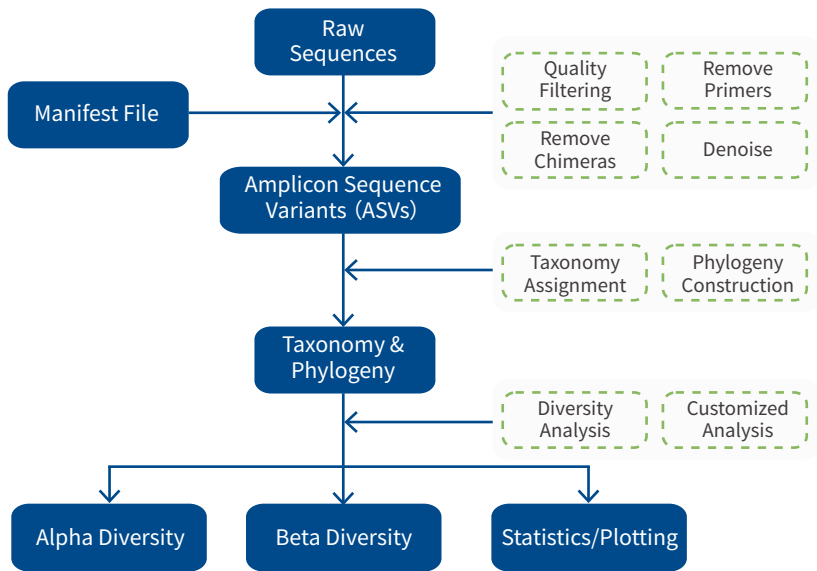 Raw
Sequences
Manifest File
Quality
Filtering
Remove
Primers
Remove
Chimeras
Denoise
Amplicon Sequence
Variants (ASVs)
Taxonomy
Assignment
Phylogeny
Construction
Taxonomy &
Phylogeny
Diversity
Analysis
Customized
Analysis
Alpha Diversity
Beta Diversity
Statistics/Plotting